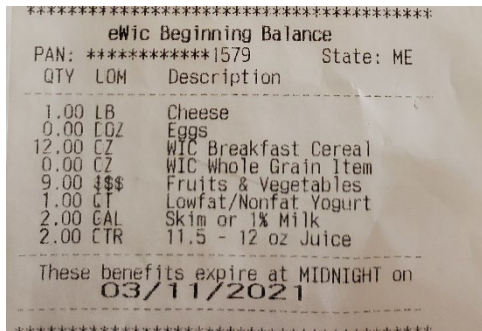 *************************************************
eWic Beginning Balance
PAN: ************1579 State: ME
QTY LOM Description
1.00 LB Cheese
0.00 DOZ Eggs
12.00 OZ WIC Breakfast Cereal
0.00 OZ WIC Whole Grain Item
9.00 $$$ Fruits & Vegetables
1.00 QT Lowfat/Nonfat Yogurt
2.00 GAL Skim or 1% Milk
2.00 CTR 11.5 - 12 oz Juice
These benefits expire at MIDNIGHT on
03/11/2021
*************************************************